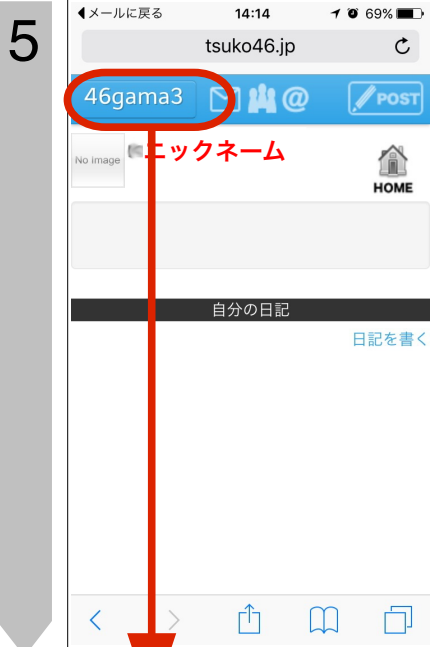 5
メールに戻る 14:14 69%
tsuko46.jp
46gama3 @ POST
No image ニックネーム
HOME
自分の日記
日記を書く